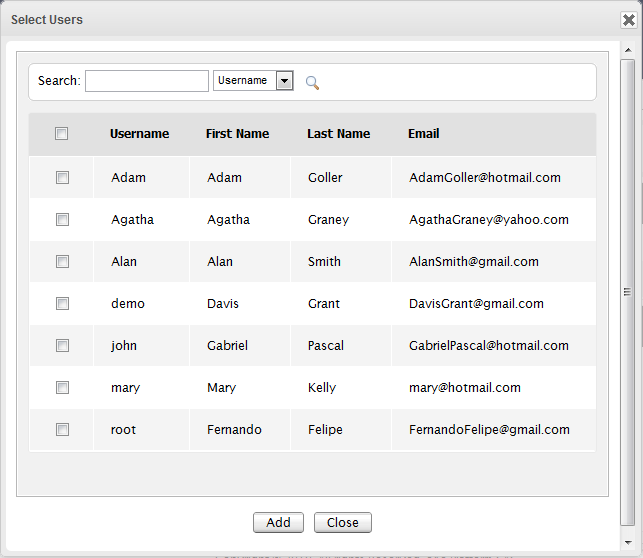 Select Users
Search: Username
Username First Name Last Name Email
Adam Adam Goller AdamGoller@hotmail.com
Agatha Agatha Graney AgathaGraney@yahoo.com
Alan Alan Smith AlanSmith@gmail.com
demo Davis Grant DavisGrant@gmail.com
john Gabriel Pascal GabrielPascal@hotmail.com
mary Mary Kelly mary@hotmail.com
root Fernando Felipe FernandoFelipe@gmail.com
Add Close